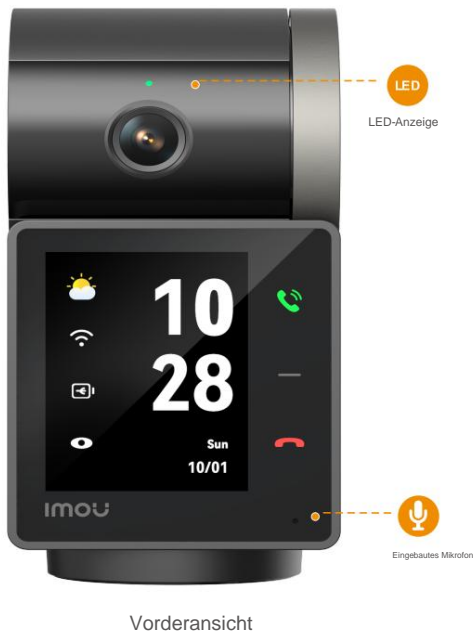 LED
LED-Anzeige
10
28
Sun
10/01
imou
Eingebautes Mikrofon
Vorderansicht